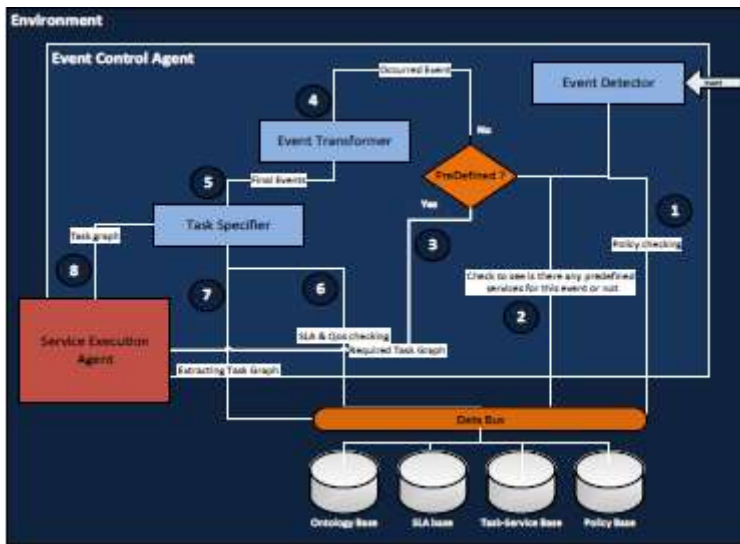 Environment
Event Control Agent
Occurred Event
Event Detector
4
Event Transformer
No
PreDefined ?
5
Final Events
Yes
1
Task Specifier
Task graph
3
Policy checking
8
7
6
Check to see is there any predefined
services for this event or not
2
Service Execution
Agent
SLA & Qos checking
Required Task Graph
Extracting Task Graph
Data Bus
Ontology Base
SLA base
Task-Service Base
Policy Base